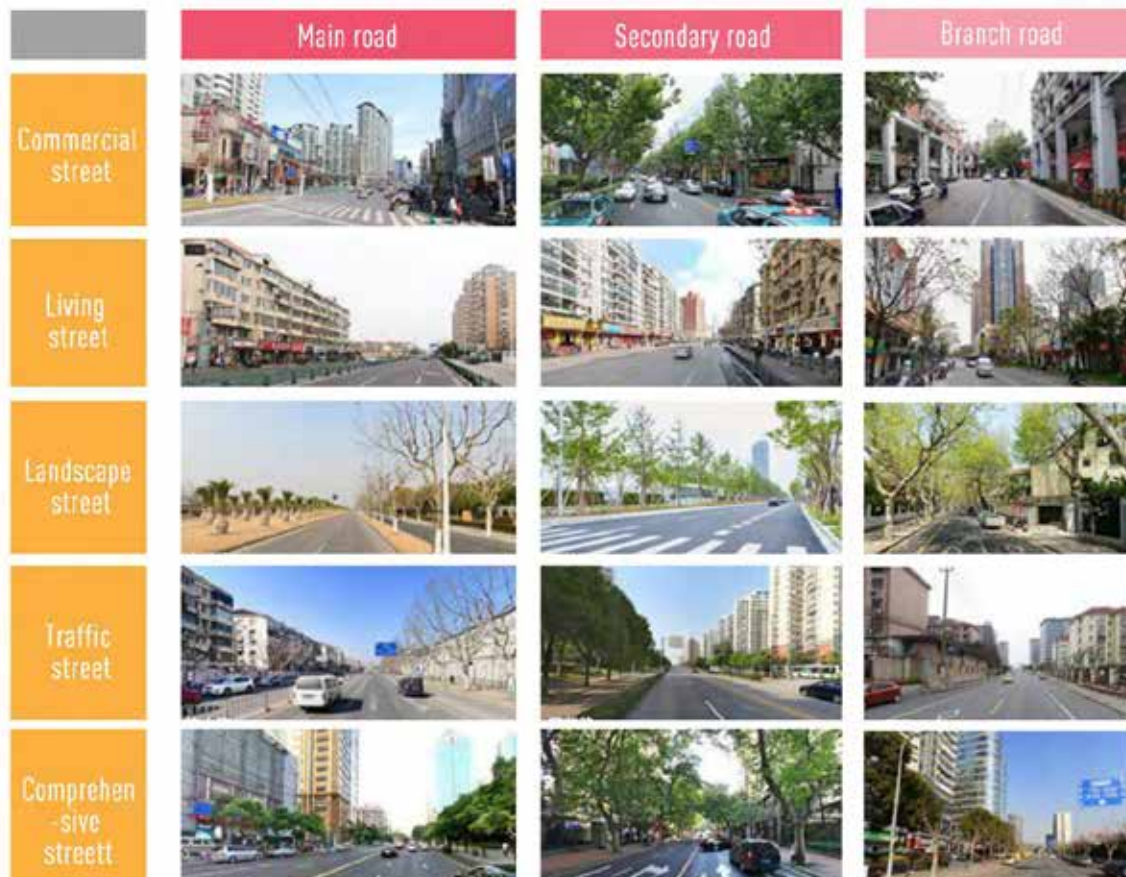 Main road
Secondary road
Branch road
Commercial
street
Living
street
Landscape
street
Traffic
street
Comprehen
-sive
streett